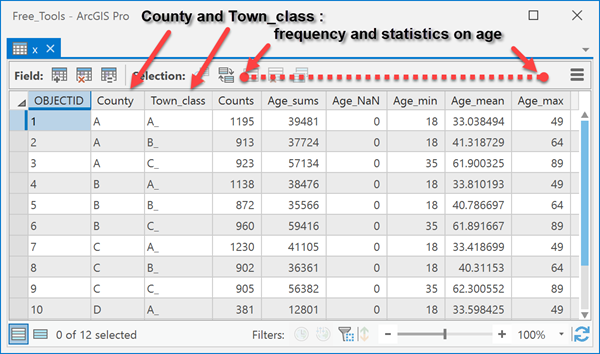 Free_Tools - ArcGIS Pro
County and Town_class :
frequency and statistics on age
x
Field: Selection:
OBJECTID County Town_class Counts Age_sums Age_NaN Age_min Age_mean Age_max
1 A A_ 1195 39481 0 18 33.038494 49
2 A B_ 913 37724 0 18 41.318729 64
3 A C_ 923 57134 0 35 61.900325 89
4 B A_ 1138 38476 0 18 33.810193 49
5 B B_ 872 35566 0 18 40.786697 64
6 B C_ 960 59416 0 35 61.891667 89
7 C A_ 1230 41105 0 18 33.418699 49
8 C B_ 902 36361 0 18 40.31153 64
9 C C_ 905 56382 0 35 62.300552 89
10 D A_ 381 12801 0 18 33.598425 49
0 of 12 selected Filters: 100%